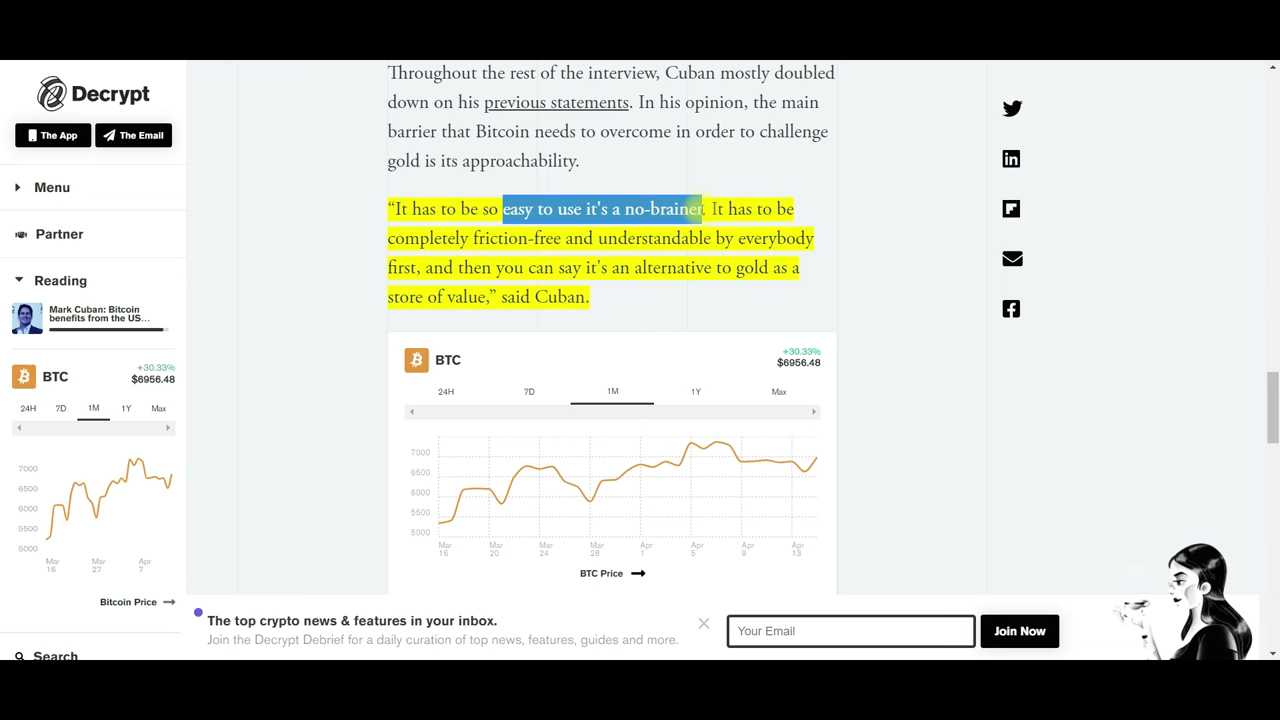 Decrypt
The App
The Email
Menu
Partner
Reading
Mark Cuban: Bitcoin
benefits from the US...
BTC
+30.33%
$6956.48
24H 7D 1M 1Y Max
7000
6500
6000
5500
5000
Mar 16 Mar 27 Apr 7
Bitcoin Price
Search
Throughout the rest of the interview, Cuban mostly doubled
down on his previous statements. In his opinion, the main
barrier that Bitcoin needs to overcome in order to challenge
gold is its approachability.
“It has to be so easy to use it's a no-brainer. It has to be
completely friction-free and understandable by everybody
first, and then you can say it's an alternative to gold as a
store of value,” said Cuban.
BTC
+30.33%
$6956.48
24H 7D 1M 1Y Max
7000
6500
6000
5500
5000
Mar 16 Mar 20 Mar 24 Mar 28 Apr 1 Apr 5 Apr 9 Apr 13
BTC Price
The top crypto news & features in your inbox.
Join the Decrypt Debrief for a daily curation of top news, features, guides and more.
Your Email
Join Now